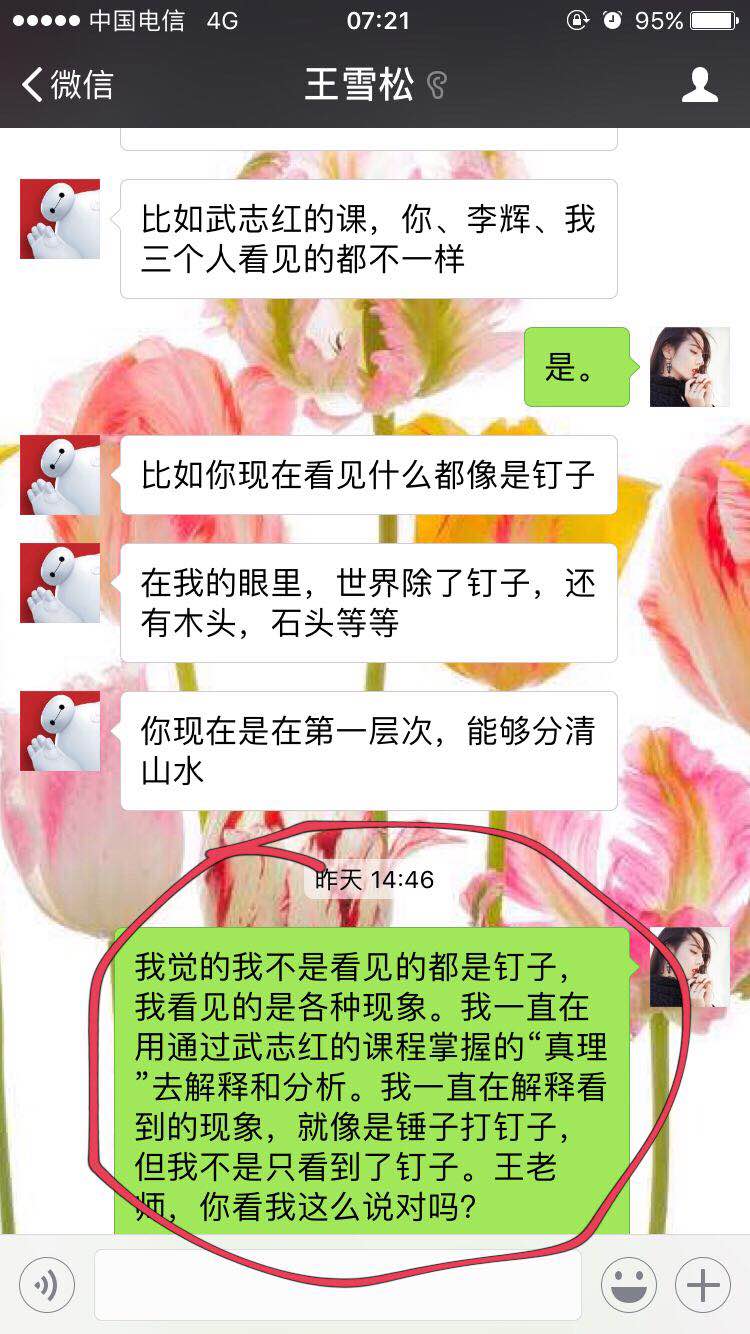 中国电信 4G 07:21 95%
微信 王雪松
比如武志红的课，你、李辉、我
三个人看见的都不一样
是。
比如你现在看见什么都像是钉子
在我的眼里，世界除了钉子，还
有木头，石头等等
你现在是在第一层次，能够分清
山水
昨天 14:46
我觉的我不是看见的都是钉子，
我看见的是各种现象。我一直在
用通过武志红的课程掌握的“真理
”去解释和分析。我一直在解释看
到的现象，就像是锤子打钉子，
但我不是只看到了钉子。王老
师，你看我这么说对吗？